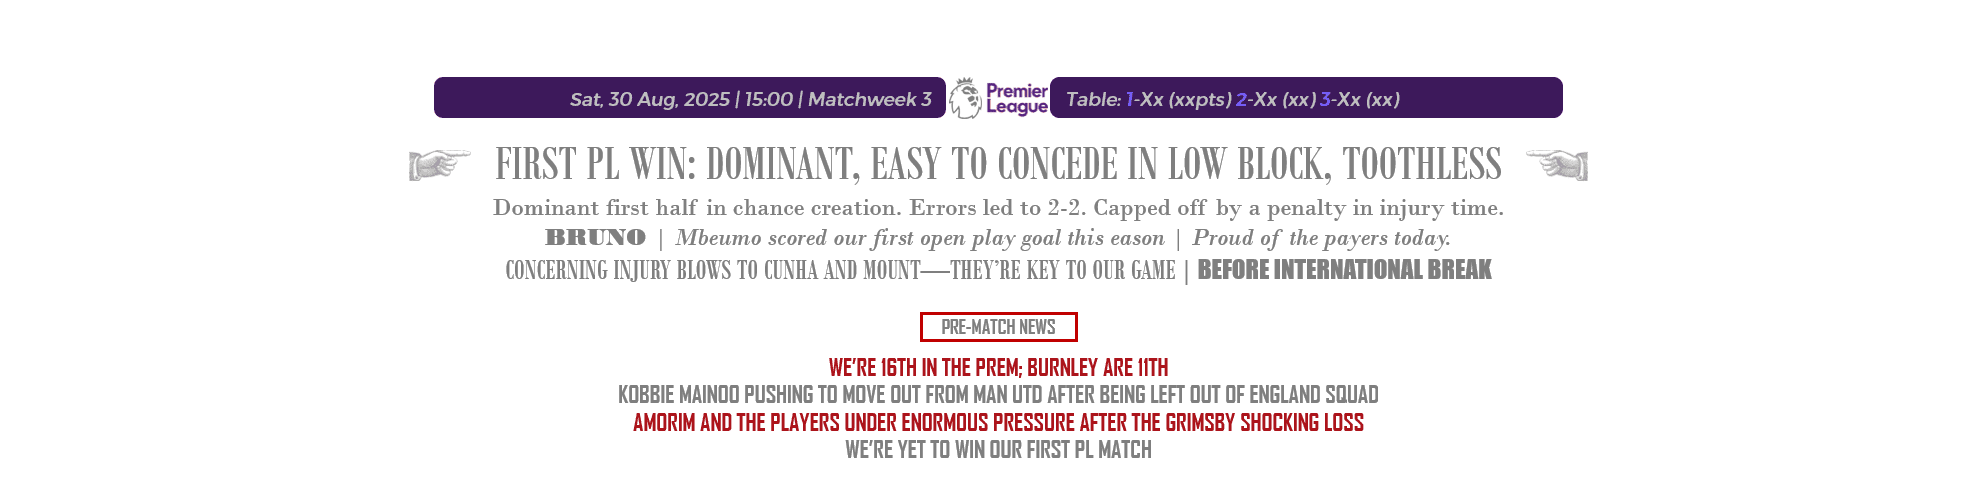 Sat, 30 Aug, 2025 | 15:00 | Matchweek 3
Premier
League
Table: 1-Xx (xxpts) 2-Xx (xx) 3-Xx (xx)
FIRST PL WIN: DOMINANT, EASY TO CONCEDE IN LOW BLOCK, TOOTHLESS
Dominant first half in chance creation. Errors led to 2-2. Capped off by a penalty in injury time.
BRUNO | Mbeumo scored our first open play goal this eason | Proud of the payers today.
CONCERNING INJURY BLOWS TO CUNHA AND MOUNT—THEY'RE KEY TO OUR GAME | BEFORE INTERNATIONAL BREAK
PRE-MATCH NEWS
WE'RE 16TH IN THE PREM; BURNLEY ARE 11TH
KOBBIE MAINOO PUSHING TO MOVE OUT FROM MAN UTD AFTER BEING LEFT OUT OF ENGLAND SQUAD
AMORIM AND THE PLAYERS UNDER ENORMOUS PRESSURE AFTER THE GRIMSBY SHOCKING LOSS
WE'RE YET TO WIN OUR FIRST PL MATCH